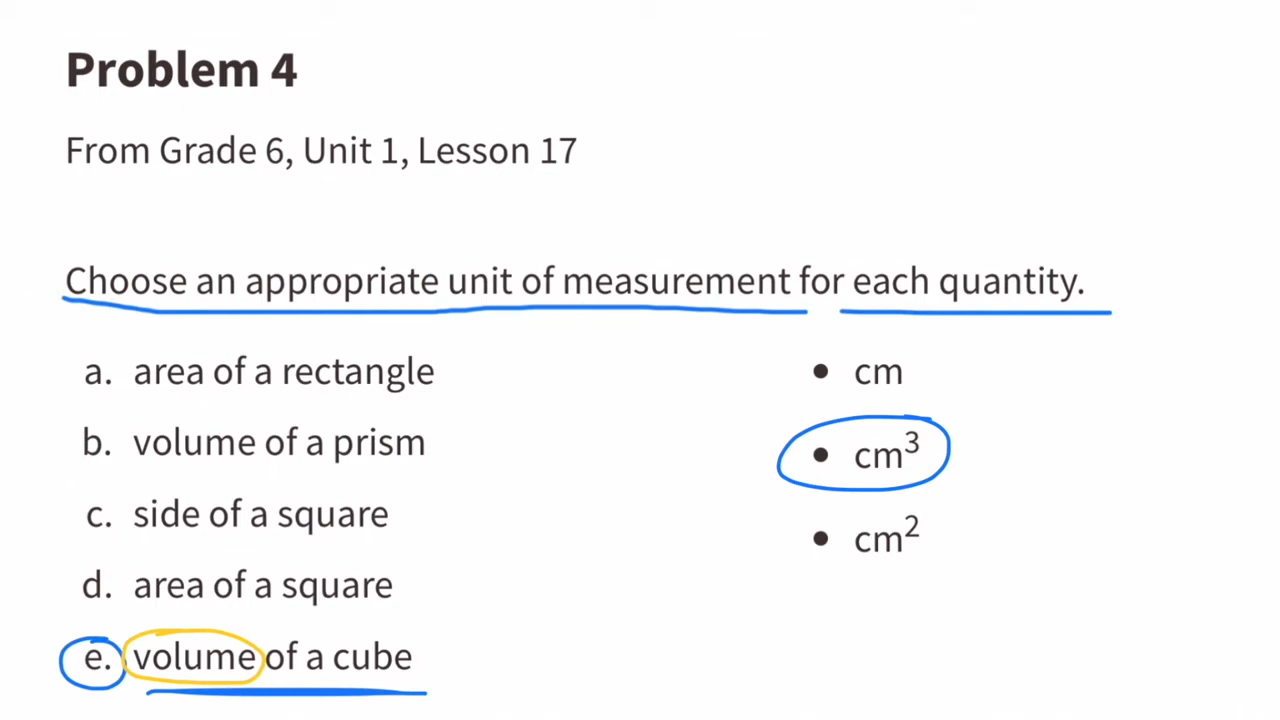 Problem 4
From Grade 6, Unit 1, Lesson 17
Choose an appropriate unit of measurement for each quantity.
a. area of a rectangle
b. volume of a prism
c. side of a square
d. area of a square
e. volume of a cube
• cm
• cm³
• cm²